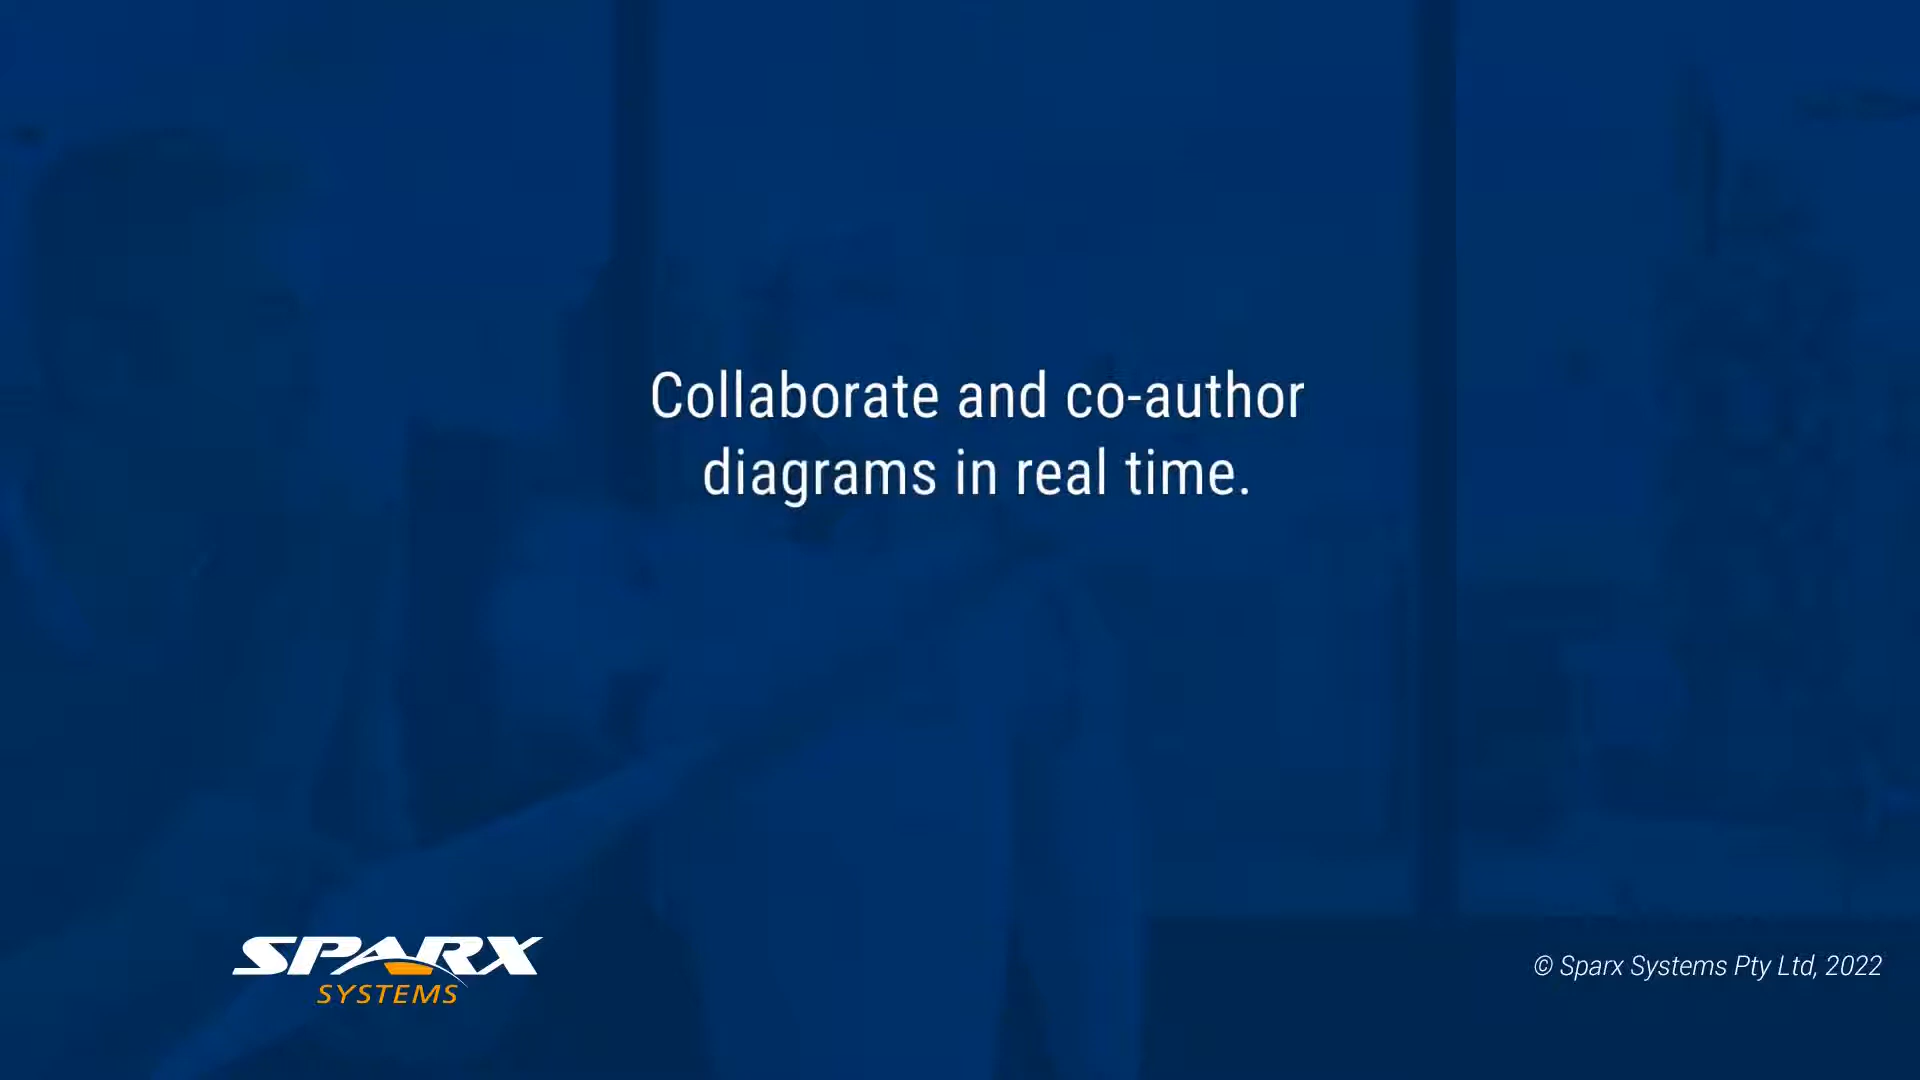 Collaborate and co-author
diagrams in real time.
SPARX
SYSTEMS
© Sparx Systems Pty Ltd, 2022